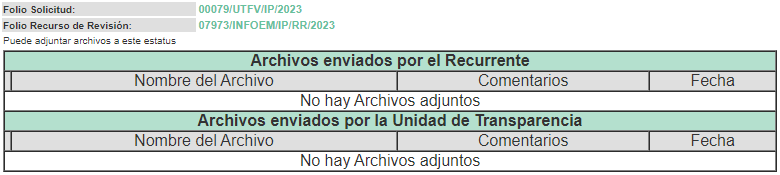 Folio Solicitud: 00079/UTFV/IP/2023
Folio Recurso de Revisión: 07973/INFOEM/IP/RR/2023
Puede adjuntar archivos a este estatus
Archivos enviados por el Recurrente
Nombre del Archivo Comentarios Fecha
No hay Archivos adjuntos
Archivos enviados por la Unidad de Transparencia
Nombre del Archivo Comentarios Fecha
No hay Archivos adjuntos